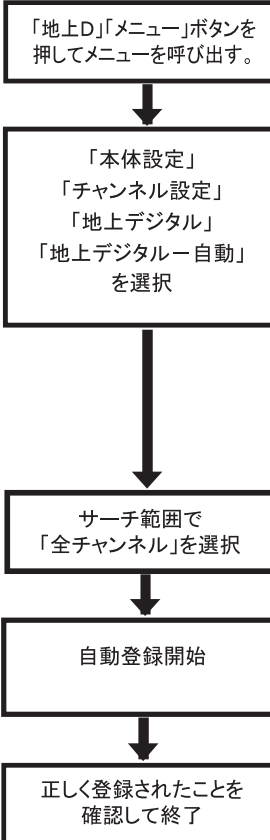 「地上D」「メニュー」ボタンを
押してメニューを呼び出す。
「本体設定」
「チャンネル設定」
「地上デジタル」
「地上デジタルー自動」
を選択
サーチ範囲で
「全チャンネル」を選択
自動登録開始
正しく登録されたことを
確認して終了